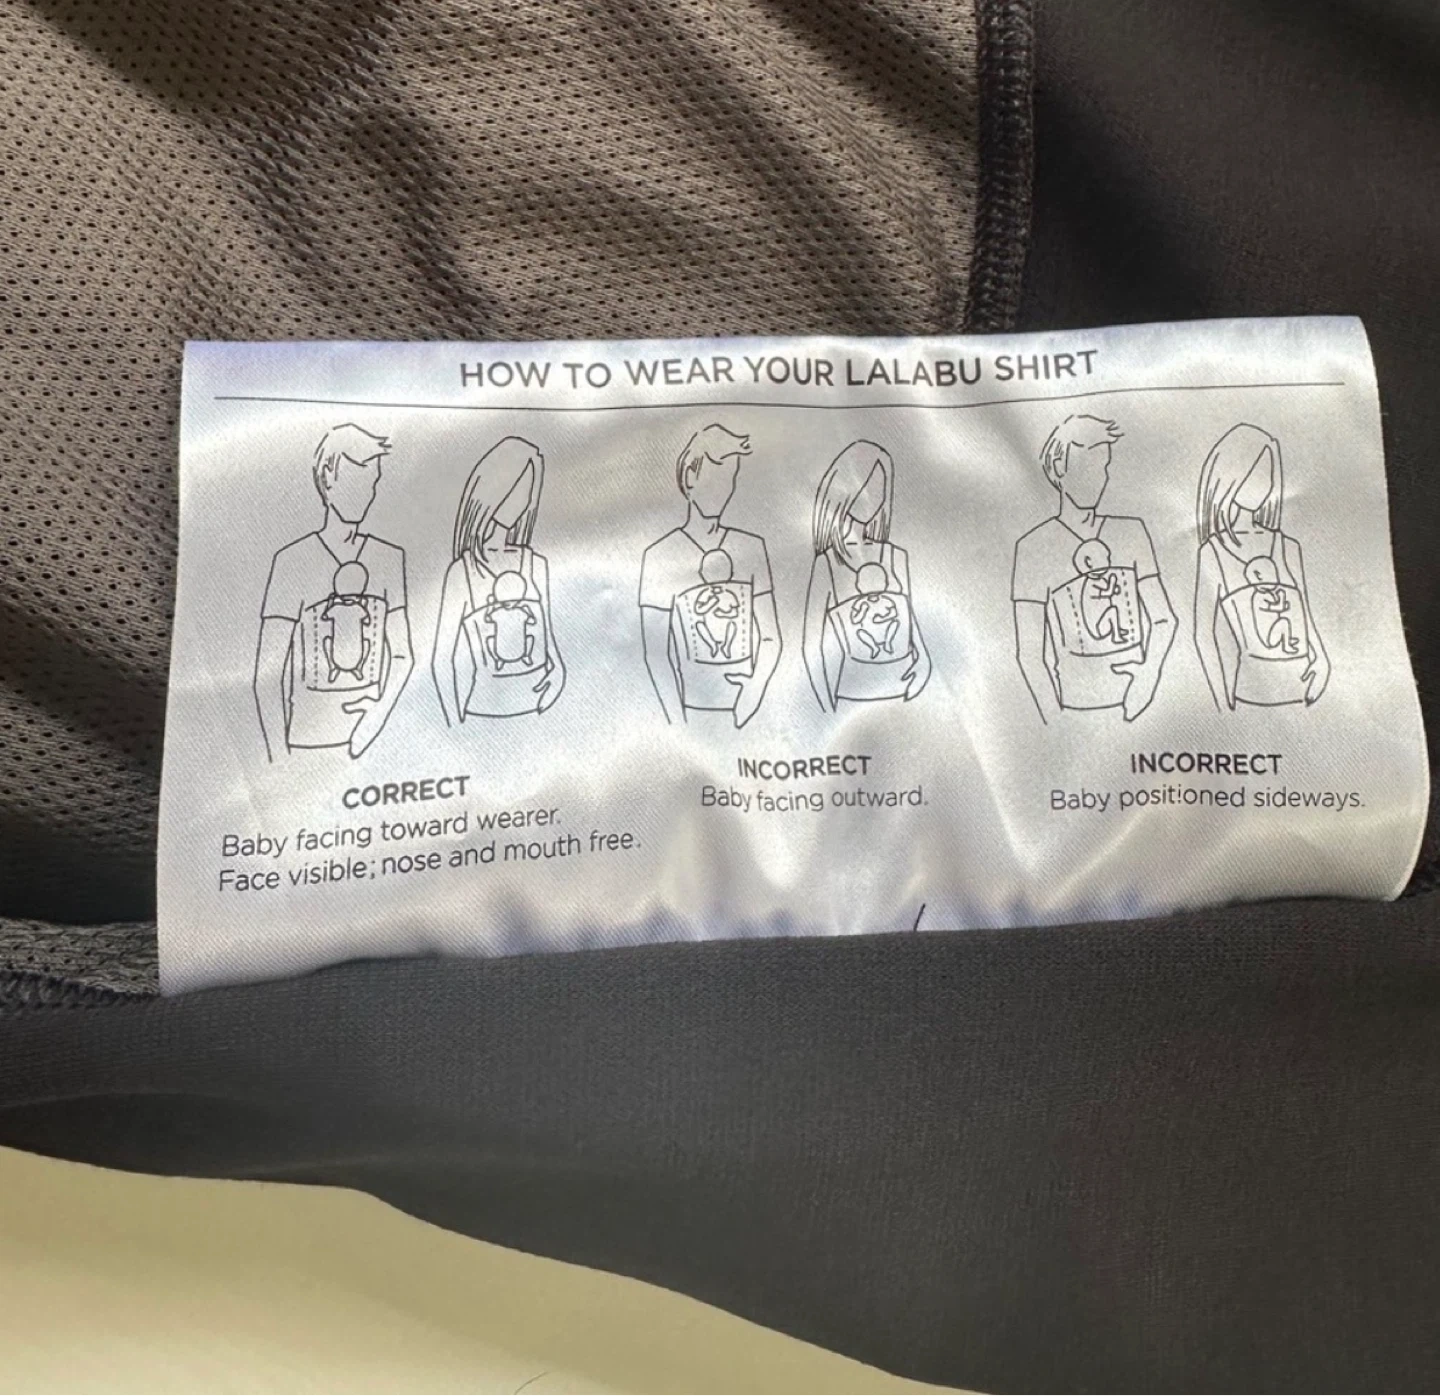 HOW TO WEAR YOUR LALABU SHIRT
CORRECT
Baby facing toward wearer.
Face visible; nose and mouth free.
INCORRECT
Baby facing outward.
INCORRECT
Baby positioned sideways.